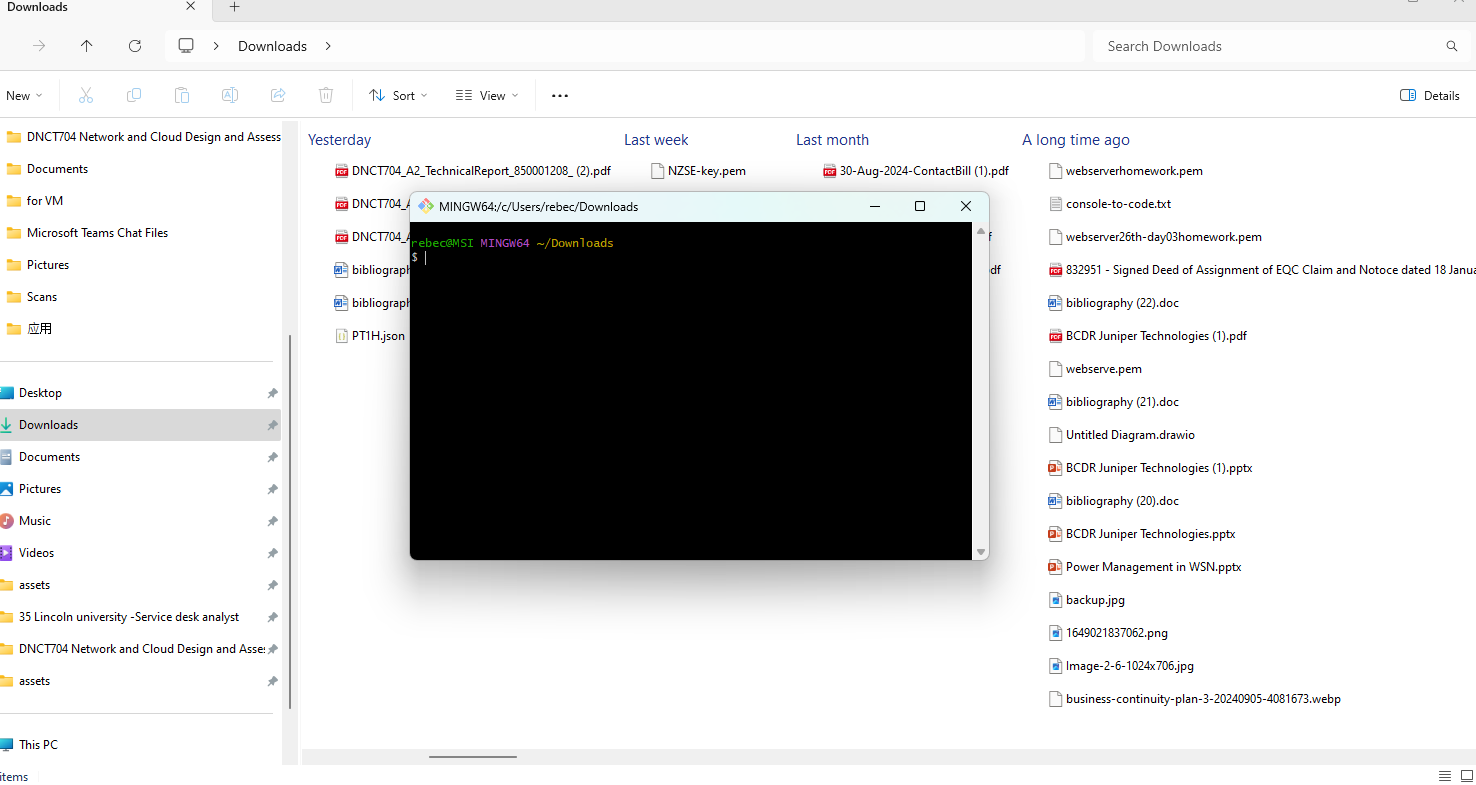 Downloads
Downloads
Search Downloads
New
Sort
View
Details
DNCT704 Network and Cloud Design and Assess
Documents
for VM
Microsoft Teams Chat Files
Pictures
Scans
应用
Desktop
Downloads
Documents
Pictures
Music
Videos
assets
35 Lincoln university -Service desk analyst
DNCT704 Network and Cloud Design and Asses
assets
This PC
items
Yesterday
DNCT704_A2_TechnicalReport_850001208_ (2).pdf
DNCT704_A
DNCT704_A
bibliograph
bibliograph
PT1H.json
Last week
NZSE-key.pem
Last month
30-Aug-2024-ContactBill (1).pdf
f
df
A long time ago
webserverhomework.pem
console-to-code.txt
webserver26th-day03homework.pem
832951 - Signed Deed of Assignment of EQC Claim and Notoce dated 18 Janua
bibliography (22).doc
BCDR Juniper Technologies (1).pdf
webserve.pem
bibliography (21).doc
Untitled Diagram.drawio
BCDR Juniper Technologies (1).pptx
bibliography (20).doc
BCDR Juniper Technologies.pptx
Power Management in WSN.pptx
backup.jpg
1649021837062.png
Image-2-6-1024x706.jpg
business-continuity-plan-3-20240905-4081673.webp
MINGW64:/c/Users/rebec/Downloads
rebec@MSI MINGW64 ~/Downloads
$